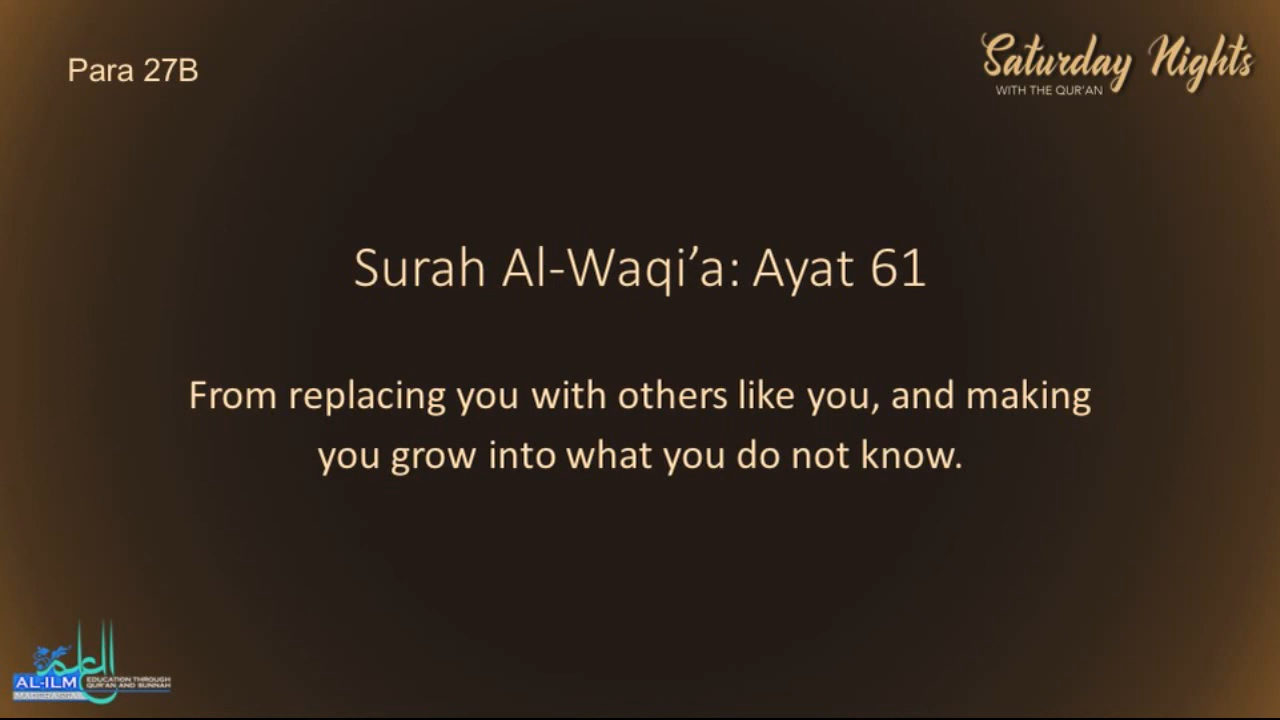 Para 27B
Saturday Nights
WITH THE QUR'AN
Surah Al-Waqi’a: Ayat 61
From replacing you with others like you, and making
you grow into what you do not know.
العلم
AL-ILM
EDUCATION THROUGH
QUR'AN AND SUNNAH